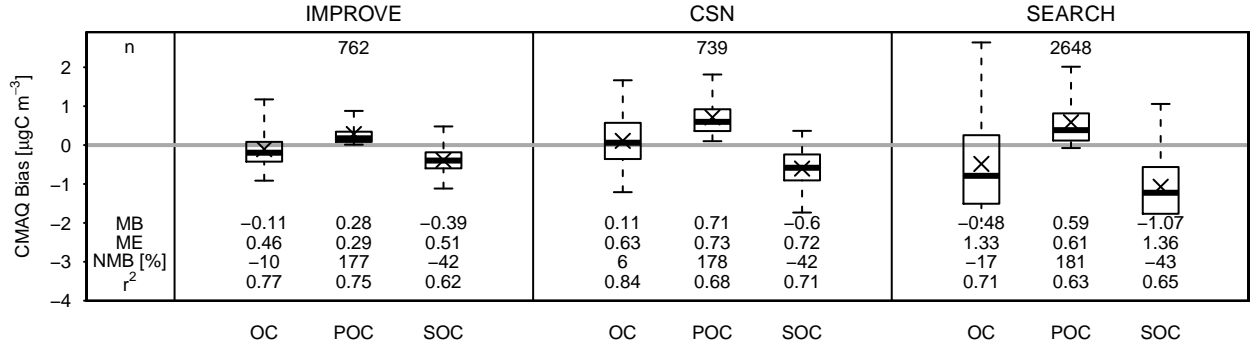 IMPROVE CSN SEARCH
n 762 739 2648
2
1
0
−1
−2
−3
−4
CMAQ Bias [µgC m⁻³]
MB −0.11 0.28 −0.39 0.11 0.71 −0.6 −0.48 0.59 −1.07
ME 0.46 0.29 0.51 0.63 0.73 0.72 1.33 0.61 1.36
NMB [%] −10 177 −42 6 178 −42 −17 181 −43
r² 0.77 0.75 0.62 0.84 0.68 0.71 0.71 0.63 0.65
OC POC SOC OC POC SOC OC POC SOC